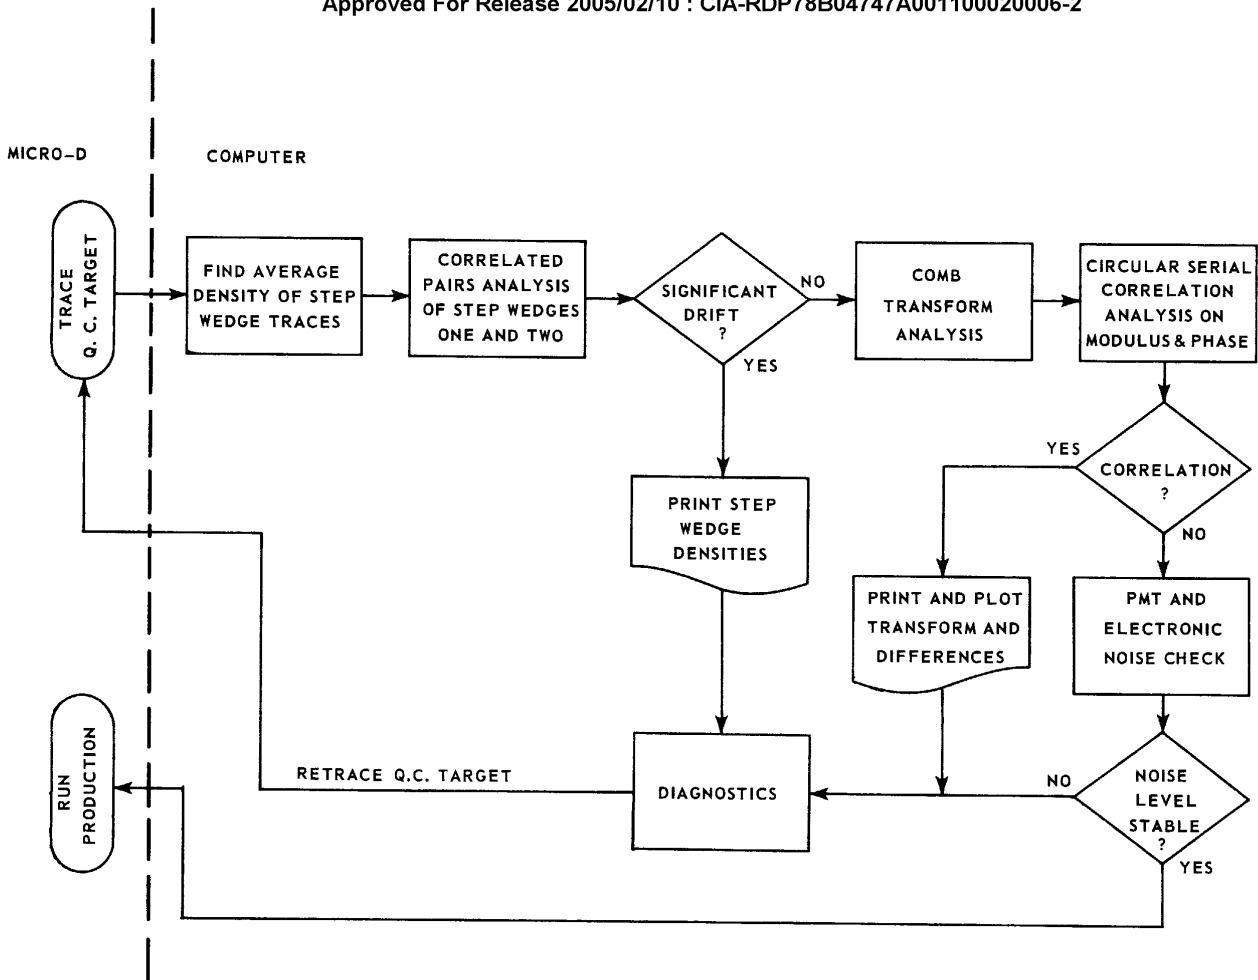 Approved For Release 2005/02/10 : CIA-RDP78B04747A001100020006-2
MICRO-D
COMPUTER
TRACE
Q. C. TARGET
FIND AVERAGE
DENSITY OF STEP
WEDGE TRACES
CORRELATED
PAIRS ANALYSIS
OF STEP WEDGES
ONE AND TWO
SIGNIFICANT
DRIFT
?
NO
YES
COMB
TRANSFORM
ANALYSIS
CIRCULAR SERIAL
CORRELATION
ANALYSIS ON
MODULUS & PHASE
YES
CORRELATION
?
NO
PRINT STEP
WEDGE
DENSITIES
PRINT AND PLOT
TRANSFORM AND
DIFFERENCES
PMT AND
ELECTRONIC
NOISE CHECK
RUN
PRODUCTION
RETRACE Q.C. TARGET
DIAGNOSTICS
NO
NOISE
LEVEL
STABLE
?
YES